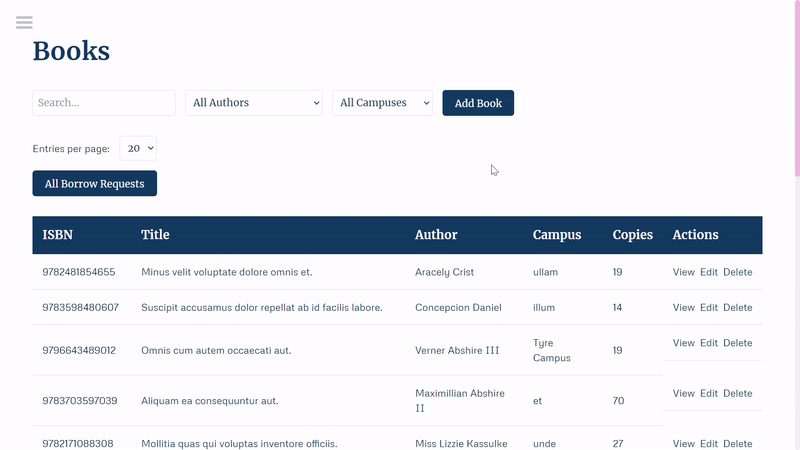 Books
Search... All Authors All Campuses Add Book
Entries per page: 20
All Borrow Requests
ISBN Title Author Campus Copies Actions
9782481854655 Minus velit voluptate dolore omnis et. Aracely Crist ullam 19 View Edit Delete
9783598480607 Suscipit accusamus dolor repellat ab id facilis labore. Concepcion Daniel illum 14 View Edit Delete
9796643489012 Omnis cum autem occaecati aut. Verner Abshire III Tyre Campus 19 View Edit Delete
9783703597039 Aliquam ea consequuntur aut. Maximillian Abshire II et 70 View Edit Delete
9782171088308 Mollitia quas qui voluptas inventore officiis. Miss Lizzie Kassulke unde 27 View Edit Delete